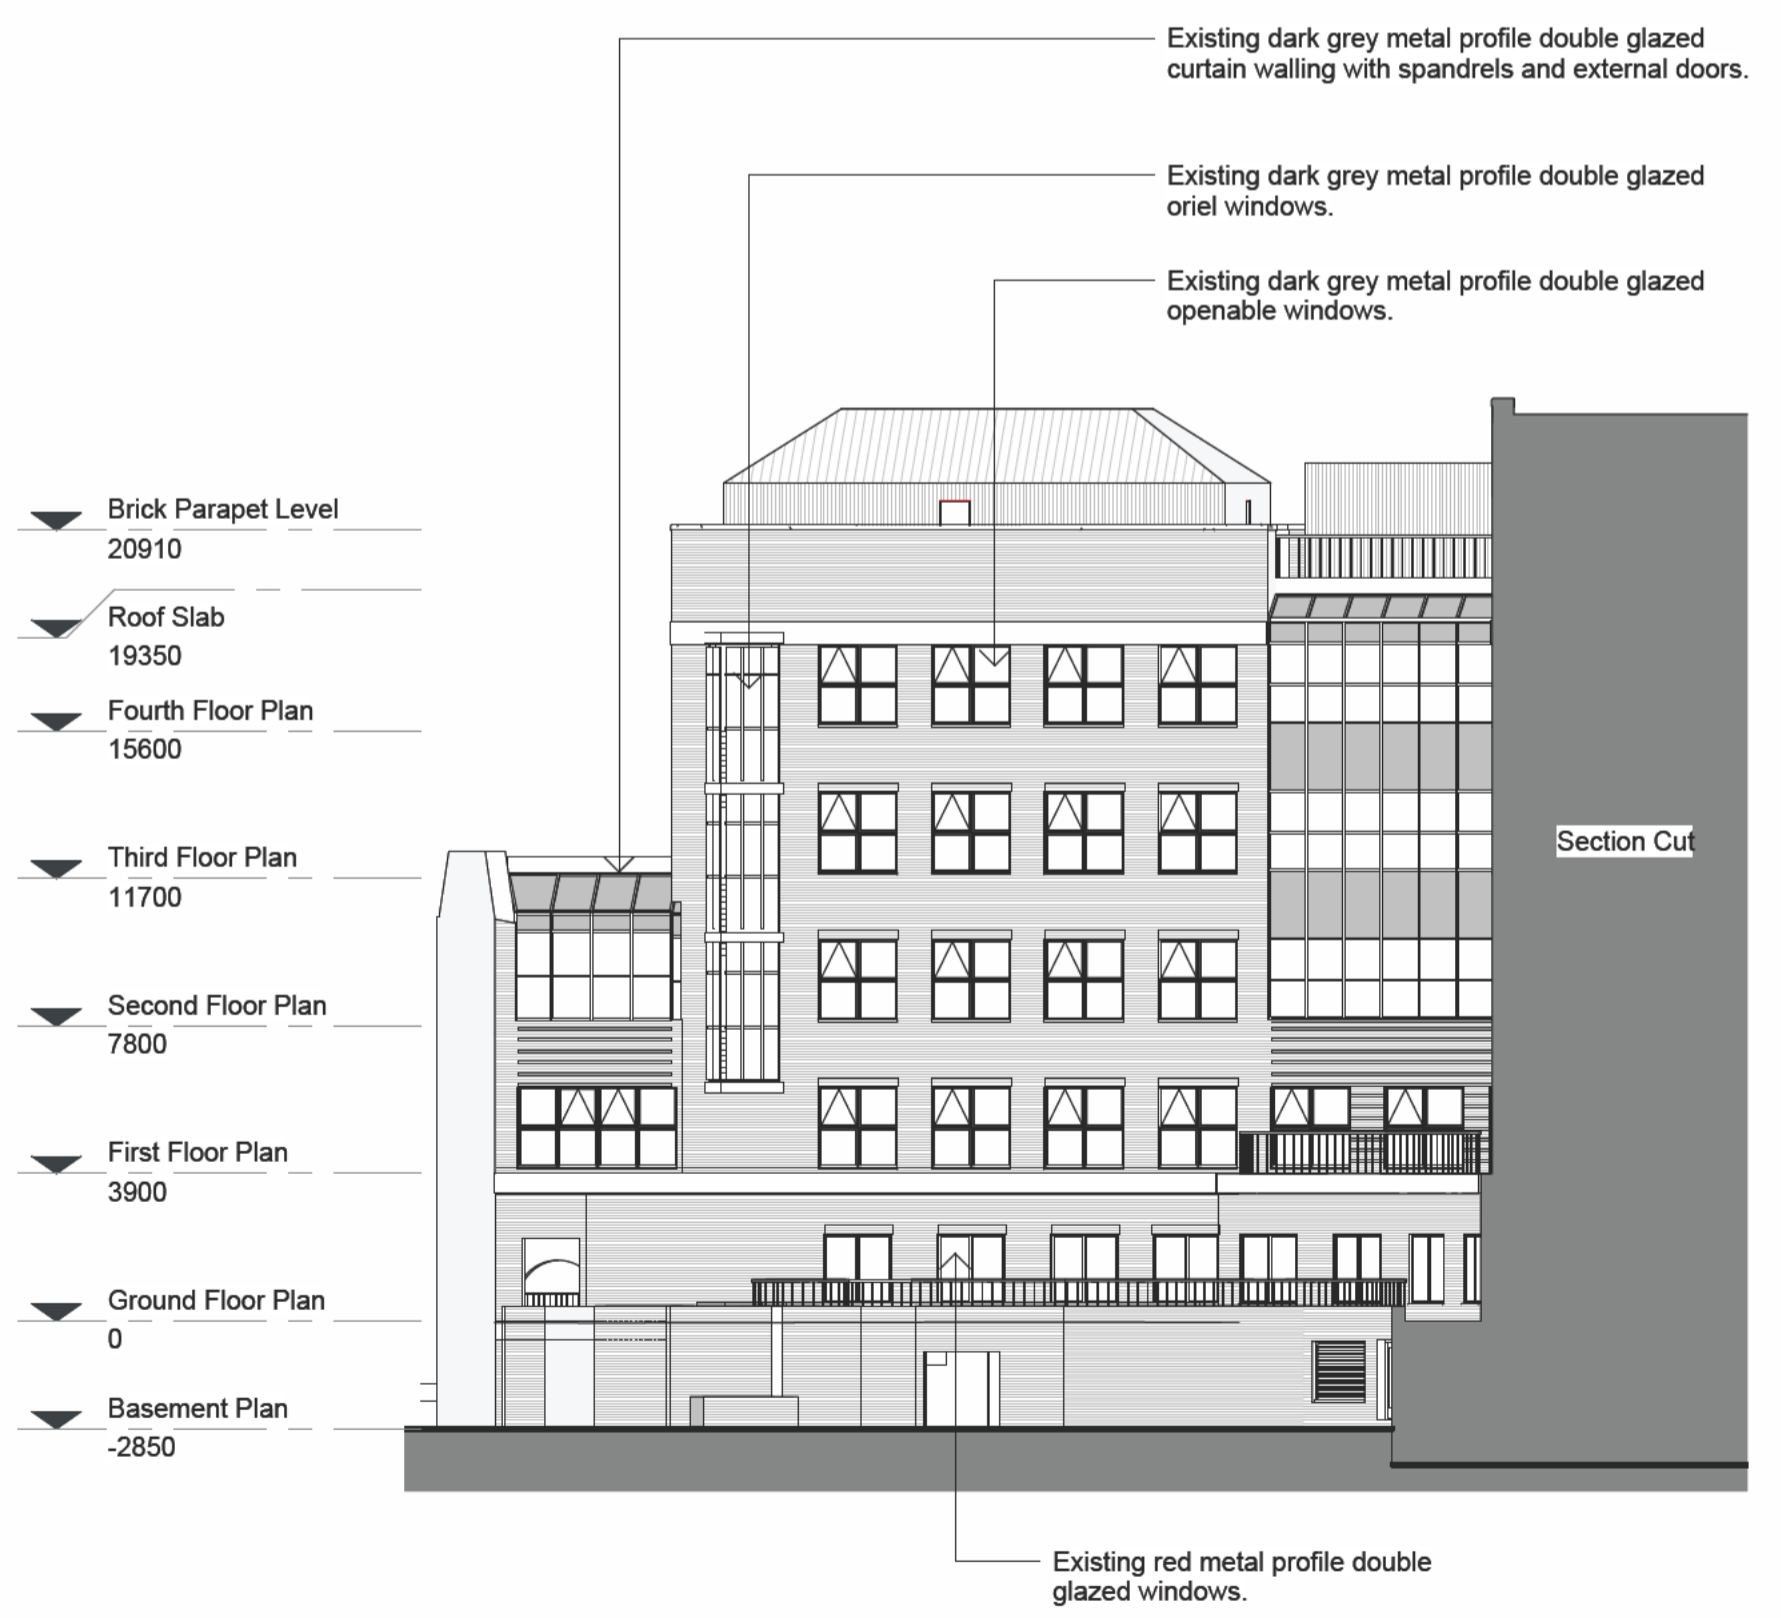 Existing dark grey metal profile double glazed
curtain walling with spandrels and external doors.
Existing dark grey metal profile double glazed
oriel windows.
Existing dark grey metal profile double glazed
openable windows.
Brick Parapet Level
20910
Roof Slab
19350
Fourth Floor Plan
15600
Third Floor Plan
11700
Second Floor Plan
7800
First Floor Plan
3900
Ground Floor Plan
0
Basement Plan
-2850
Section Cut
Existing red metal profile double
glazed windows.